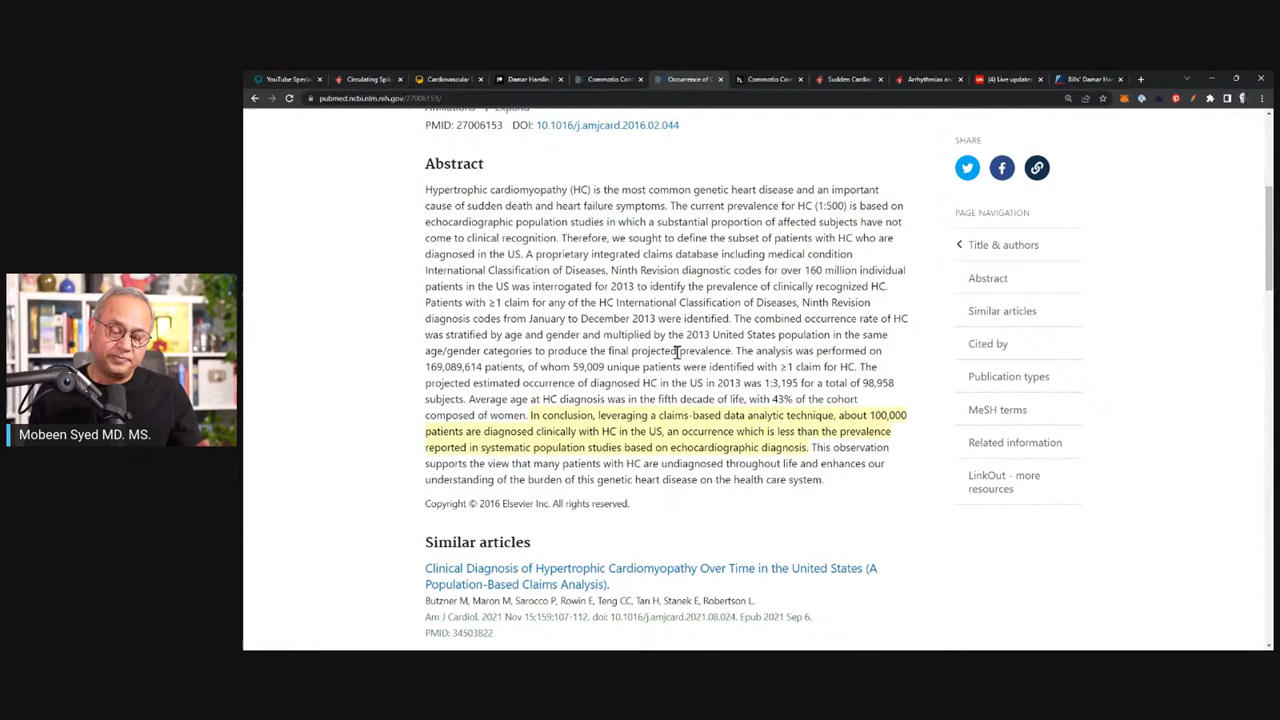 YouTube Speci
Circulating Spi
Cardiovascular
Damar Hamlin
Commotio Co
Occurrence of
Commotio Co
Sudden Cardia
Arrhythmias an
(4) Live updates
Bills' Damar Ha
pubmed.ncbi.nlm.nih.gov/27006153/
PMID: 27006153 DOI: 10.1016/j.amjcard.2016.02.044
Abstract
Hypertrophic cardiomyopathy (HC) is the most common genetic heart disease and an important
cause of sudden death and heart failure symptoms. The current prevalence for HC (1:500) is based on
echocardiographic population studies in which a substantial proportion of affected subjects have not
come to clinical recognition. Therefore, we sought to define the subset of patients with HC who are
diagnosed in the US. A proprietary integrated claims database including medical condition
International Classification of Diseases, Ninth Revision diagnostic codes for over 160 million individual
patients in the US was interrogated for 2013 to identify the prevalence of clinically recognized HC.
Patients with ≥1 claim for any of the HC International Classification of Diseases, Ninth Revision
diagnosis codes from January to December 2013 were identified. The combined occurrence rate of HC
was stratified by age and gender and multiplied by the 2013 United States population in the same
age/gender categories to produce the final projected prevalence. The analysis was performed on
169,089,614 patients, of whom 59,009 unique patients were identified with ≥1 claim for HC. The
projected estimated occurrence of diagnosed HC in the US in 2013 was 1:3,195 for a total of 98,958
subjects. Average age at HC diagnosis was in the fifth decade of life, with 43% of the cohort
composed of women. In conclusion, leveraging a claims-based data analytic technique, about 100,000
patients are diagnosed clinically with HC in the US, an occurrence which is less than the prevalence
reported in systematic population studies based on echocardiographic diagnosis. This observation
supports the view that many patients with HC are undiagnosed throughout life and enhances our
understanding of the burden of this genetic heart disease on the health care system.
Copyright © 2016 Elsevier Inc. All rights reserved.
Similar articles
Clinical Diagnosis of Hypertrophic Cardiomyopathy Over Time in the United States (A
Population-Based Claims Analysis).
Butzner M, Maron M, Sarocco P, Rowin E, Teng CC, Tan H, Stanek E, Robertson L.
Am J Cardiol. 2021 Nov 15;159:107-112. doi: 10.1016/j.amjcard.2021.08.024. Epub 2021 Sep 6.
PMID: 34503822
SHARE
PAGE NAVIGATION
Title & authors
Abstract
Similar articles
Cited by
Publication types
MeSH terms
Related information
LinkOut - more
resources
Mobeen Syed MD. MS.